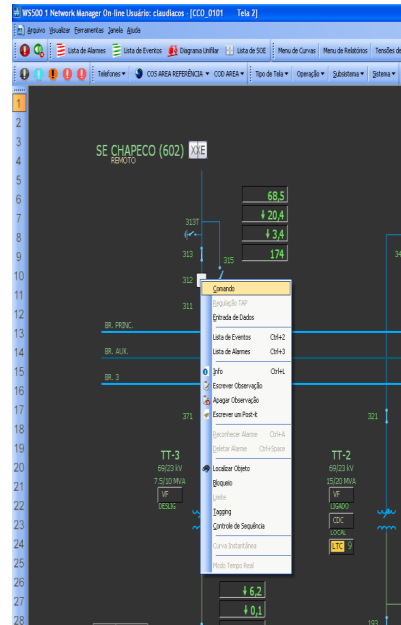 WS500 1 Network Manager On-line Usuário: claudiacos - [CCO_0101 Tela 2]
Arquivo Visualizar Ferramentas Janela Ajuda
Lista de Alarmes Lista de Eventos Diagrama Unifilar Lista de SOE Menu de Curvas Menu de Relatórios Tensões de
Telefones COS AREA REFERÊNCIA COD AREA Tipo de Tela Operação Subsistema Sistema
1
2
3
SE CHAPECO (602) XXE
REMOTO
4
5
68,5
6
20,4
7
313T
3,4
8
313 174
9
315
10
312
Comando
11
311
Regulação TAP
12
Entrada de Dados
BR. PRINC.
13
Lista de Eventos Ctrl+2
14
BR. AUX.
Lista de Alarmes Ctrl+3
15
Info Ctrl+L
BR. 3
16
Escrever Observação
Apagar Observação
17
371 Escrever um Post-it 321
18
Reconhecer Alarme Ctrl+A
19
Deletar Alarme Ctrl+Space
TT-3 TT-2
20
69/23 kV Localizar Objeto 69/23 kV
21
7.5/10 MVA Bloqueio 15/20 MVA
VF Limite VF
22
DESLIG Tagging LIGADO
23
Controle de Sequência CDC
LOCAL
24
Curva Instantânea LTC 9
25
Modo Tempo Real
26
6,2
27
0,1
28
193